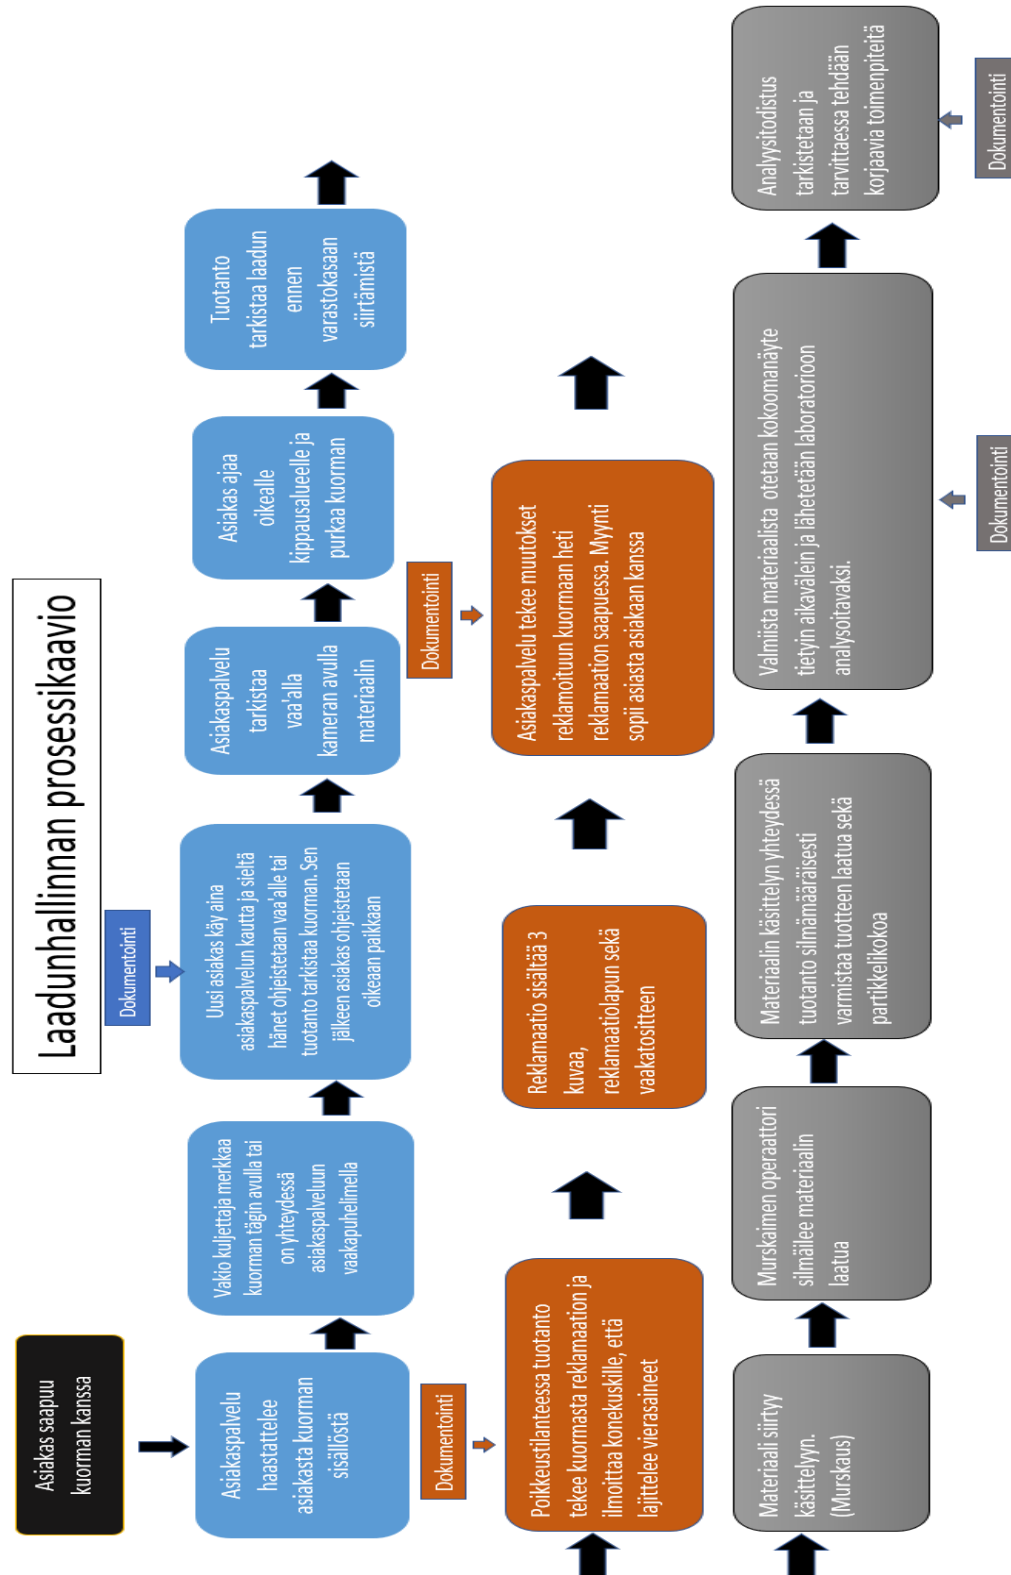 Laadunhallinnan prosessikaavio
Asiakas saapuu
kuorman kanssa
Dokumentointi
Asiakaspalvelu
haastattelee
asiakasta kuorman
sisällöstä
Vakio kuljettaja merkkaa
kuorman tägin avulla tai
on yhteydessä
asiakaspalveluun
vaakapuhelimella
Uusi asiakas käy aina
asiakaspalvelun kautta ja sieltä
hänet ohjeistetaan vaa'alle tai
tuotanto tarkistaa kuorman. Sen
jälkeen asiakas ohjeistetaan
oikeaan paikkaan
Asiakaspalvelu
tarkistaa
vaa'alla
kameran avulla
materiaalin
Asiakas ajaa
oikealle
kippausalueelle ja
purkaa kuorman
Tuotanto
tarkistaa laadun
ennen
varastokasaan
siirtämistä
Dokumentointi
Dokumentointi
Poikkeustilanteessa tuotanto
tekee kuormasta reklamaation ja
ilmoittaa konekuskille, että
lajittelee vierasaineet
Reklamaatio sisältää 3
kuvaa,
reklamaatiolapun sekä
vaakatositteen
Asiakaspalvelu tekee muutokset
reklamoituun kuormaan heti
reklamaation saapuessa. Myynti
sopii asiasta asiakaan kanssa
Materiaali siirtyy
käsittelyyn.
(Murskaus)
Murskaimen operaattori
silmäilee materiaalin
laatua
Materiaalin käsittelyn yhteydessä
tuotanto silmämääräisesti
varmistaa tuotteen laatua sekä
partikkelikokoa
Valmiista materiaalista otetaan kokoomanäyte
tietyin aikavälein ja lähetetään laboratorioon
analysoitavaksi.
Analyysitodistus
tarkistetaan ja
tarvittaessa tehdään
korjaavia toimenpiteitä
Dokumentointi
Dokumentointi